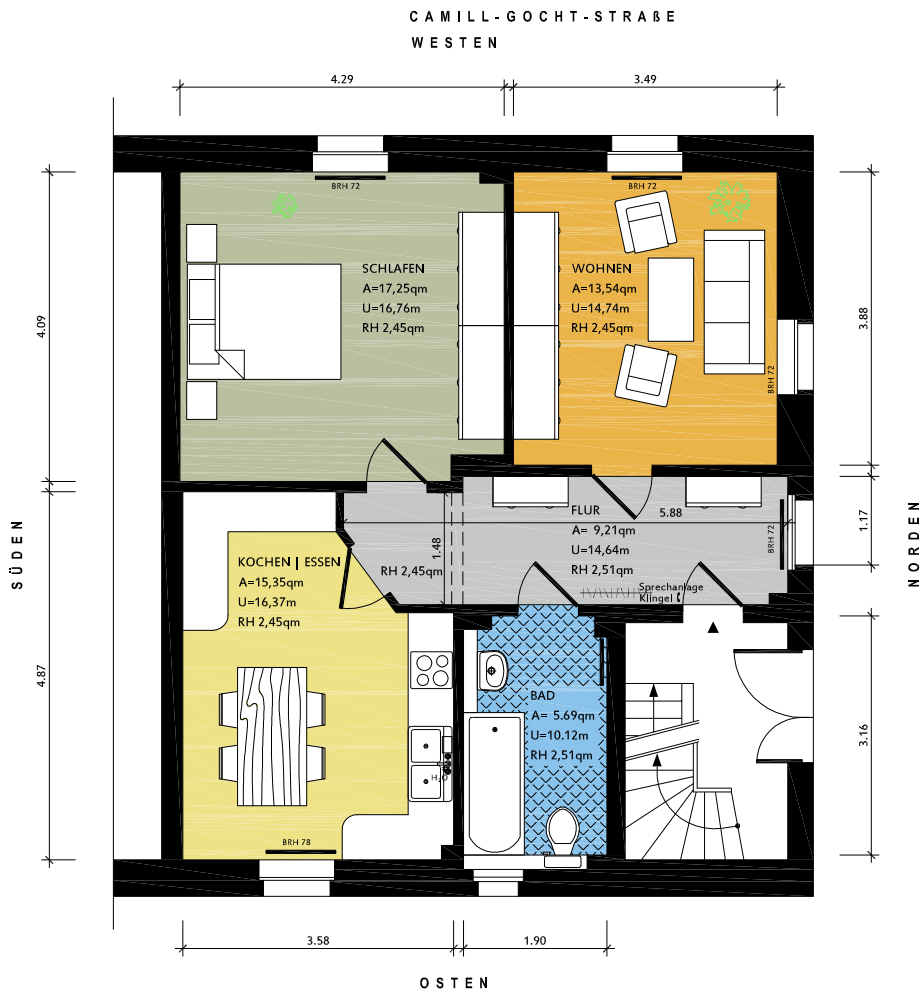 CAMILL-GOCHT-STRAßE
WESTEN
4.29
3.49
BRH 72
BRH 72
SCHLAFEN
A=17,25qm
U=16,76m
RH 2,45qm
WOHNEN
A=13,54qm
U=14,74m
RH 2,45qm
BRH 72
4.09
3.88
SÜDEN
NORDEN
FLUR
A= 9,21qm
U=14,64m
RH 2,51qm
5.88
1.48
RH 2,45qm
BRH 72
1.17
Sprechanlage
Klingel
KOCHEN | ESSEN
A=15,35qm
U=16,37m
RH 2,45qm
4.87
BAD
A= 5.69qm
U=10.12m
RH 2,51qm
3.16
H2O
BRH 78
3.58
1.90
OSTEN